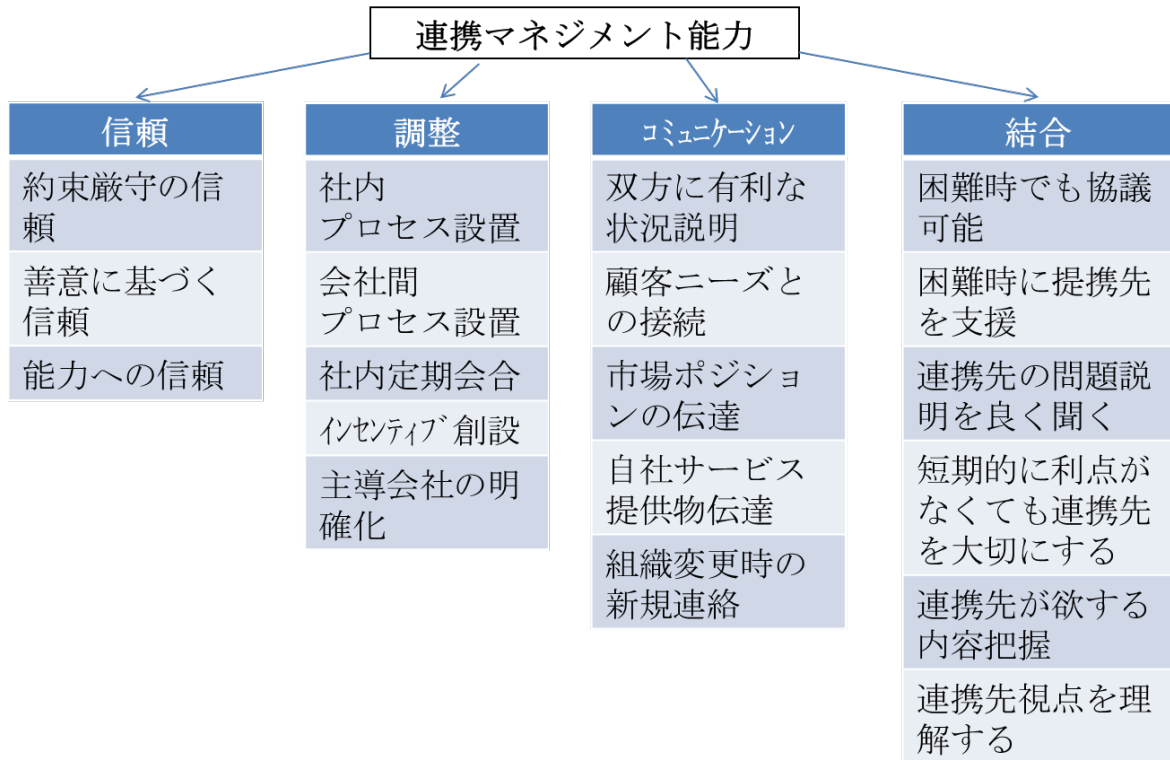 連携マネジメント能力
信頼
約束厳守の信
頼
善意に基づく
信頼
能力への信頼
調整
社内
プロセス設置
会社間
プロセス設置
社内定期会合
インセンティブ創設
主導会社の明
確化
コミュニケーション
双方に有利な
状況説明
顧客ニーズと
の接続
市場ポジショ
ンの伝達
自社サービス
提供物伝達
組織変更時の
新規連絡
結合
困難時でも協議
可能
困難時に提携先
を支援
連携先の問題説
明を良く聞く
短期的に利点が
なくても連携先
を大切にする
連携先が欲する
内容把握
連携先視点を理
解する